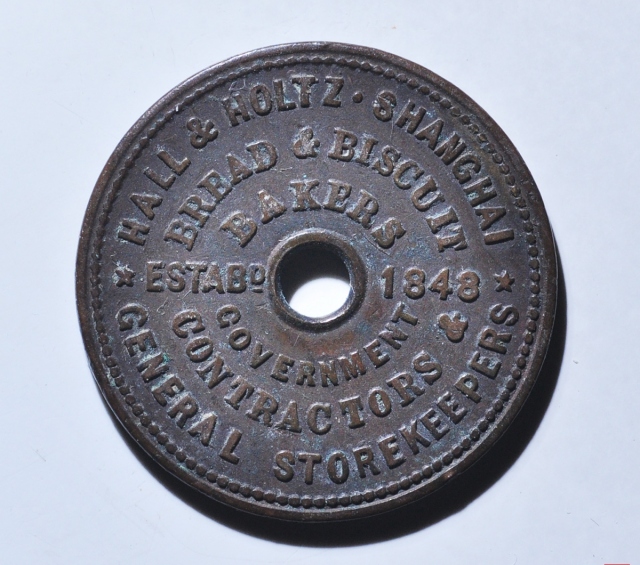 HALL & HOLTZ · SHANGHAI
BREAD & BISCUIT
BAKERS
★ ESTABD 1848 ★
GOVERNMENT
CONTRACTORS &
GENERAL STOREKEEPERS